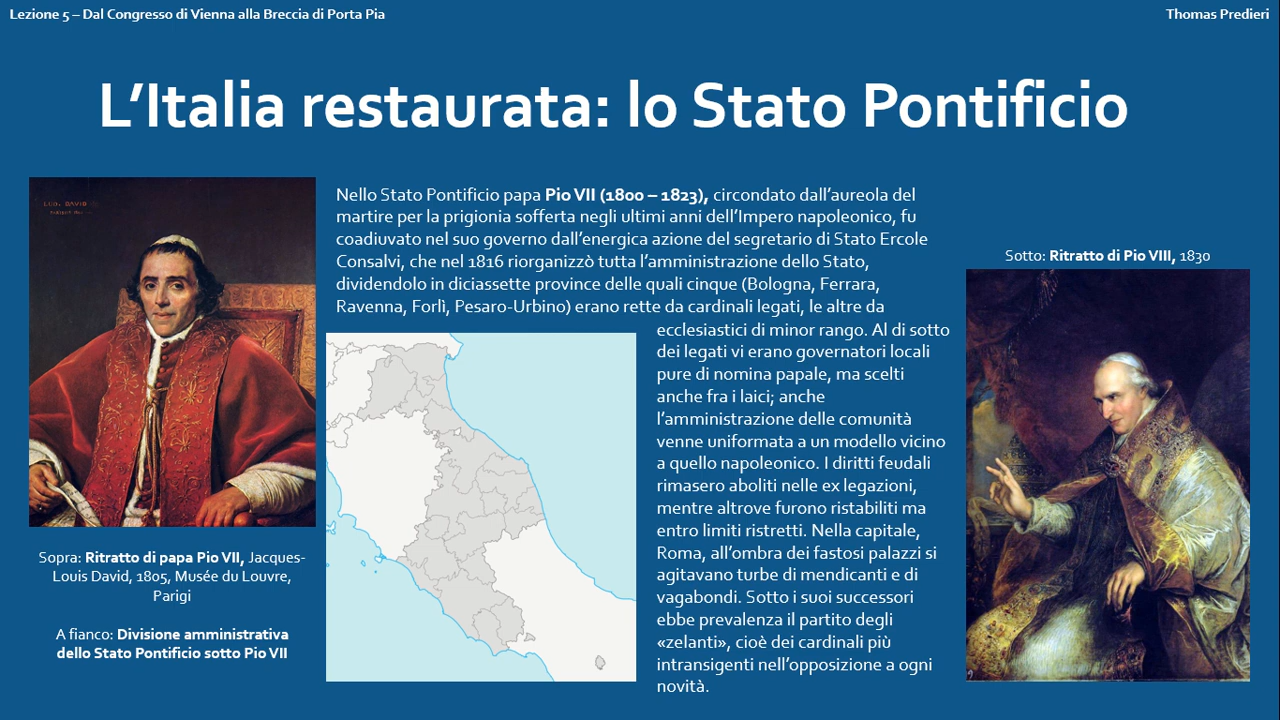 Lezione 5 – Dal Congresso di Vienna alla Breccia di Porta Pia
Thomas Predieri
L’Italia restaurata: lo Stato Pontificio
Nello Stato Pontificio papa Pio VII (1800 – 1823), circondato dall’aureola del
martire per la prigionia sofferta negli ultimi anni dell’Impero napoleonico, fu
coadiuvato nel suo governo dall’energica azione del segretario di Stato Ercole
Consalvi, che nel 1816 riorganizzò tutta l’amministrazione dello Stato,
dividendolo in diciassette province delle quali cinque (Bologna, Ferrara,
Ravenna, Forlì, Pesaro-Urbino) erano rette da cardinali legati, le altre da
ecclesiastici di minor rango. Al di sotto
dei legati vi erano governatori locali
pure di nomina papale, ma scelti
anche fra i laici; anche
l’amministrazione delle comunità
venne uniformata a un modello vicino
a quello napoleonico. I diritti feudali
rimasero aboliti nelle ex legazioni,
mentre altrove furono ristabiliti ma
entro limiti ristretti. Nella capitale,
Roma, all’ombra dei fastosi palazzi si
agitavano turbe di mendicanti e di
vagabondi. Sotto i suoi successori
ebbe prevalenza il partito degli
«zelanti», cioè dei cardinali più
intransigenti nell’opposizione a ogni
novità.
LUD. DAVID
Sopra: Ritratto di papa Pio VII, Jacques-
Louis David, 1805, Musée du Louvre,
Parigi
A fianco: Divisione amministrativa
dello Stato Pontificio sotto Pio VII
Sotto: Ritratto di Pio VIII, 1830